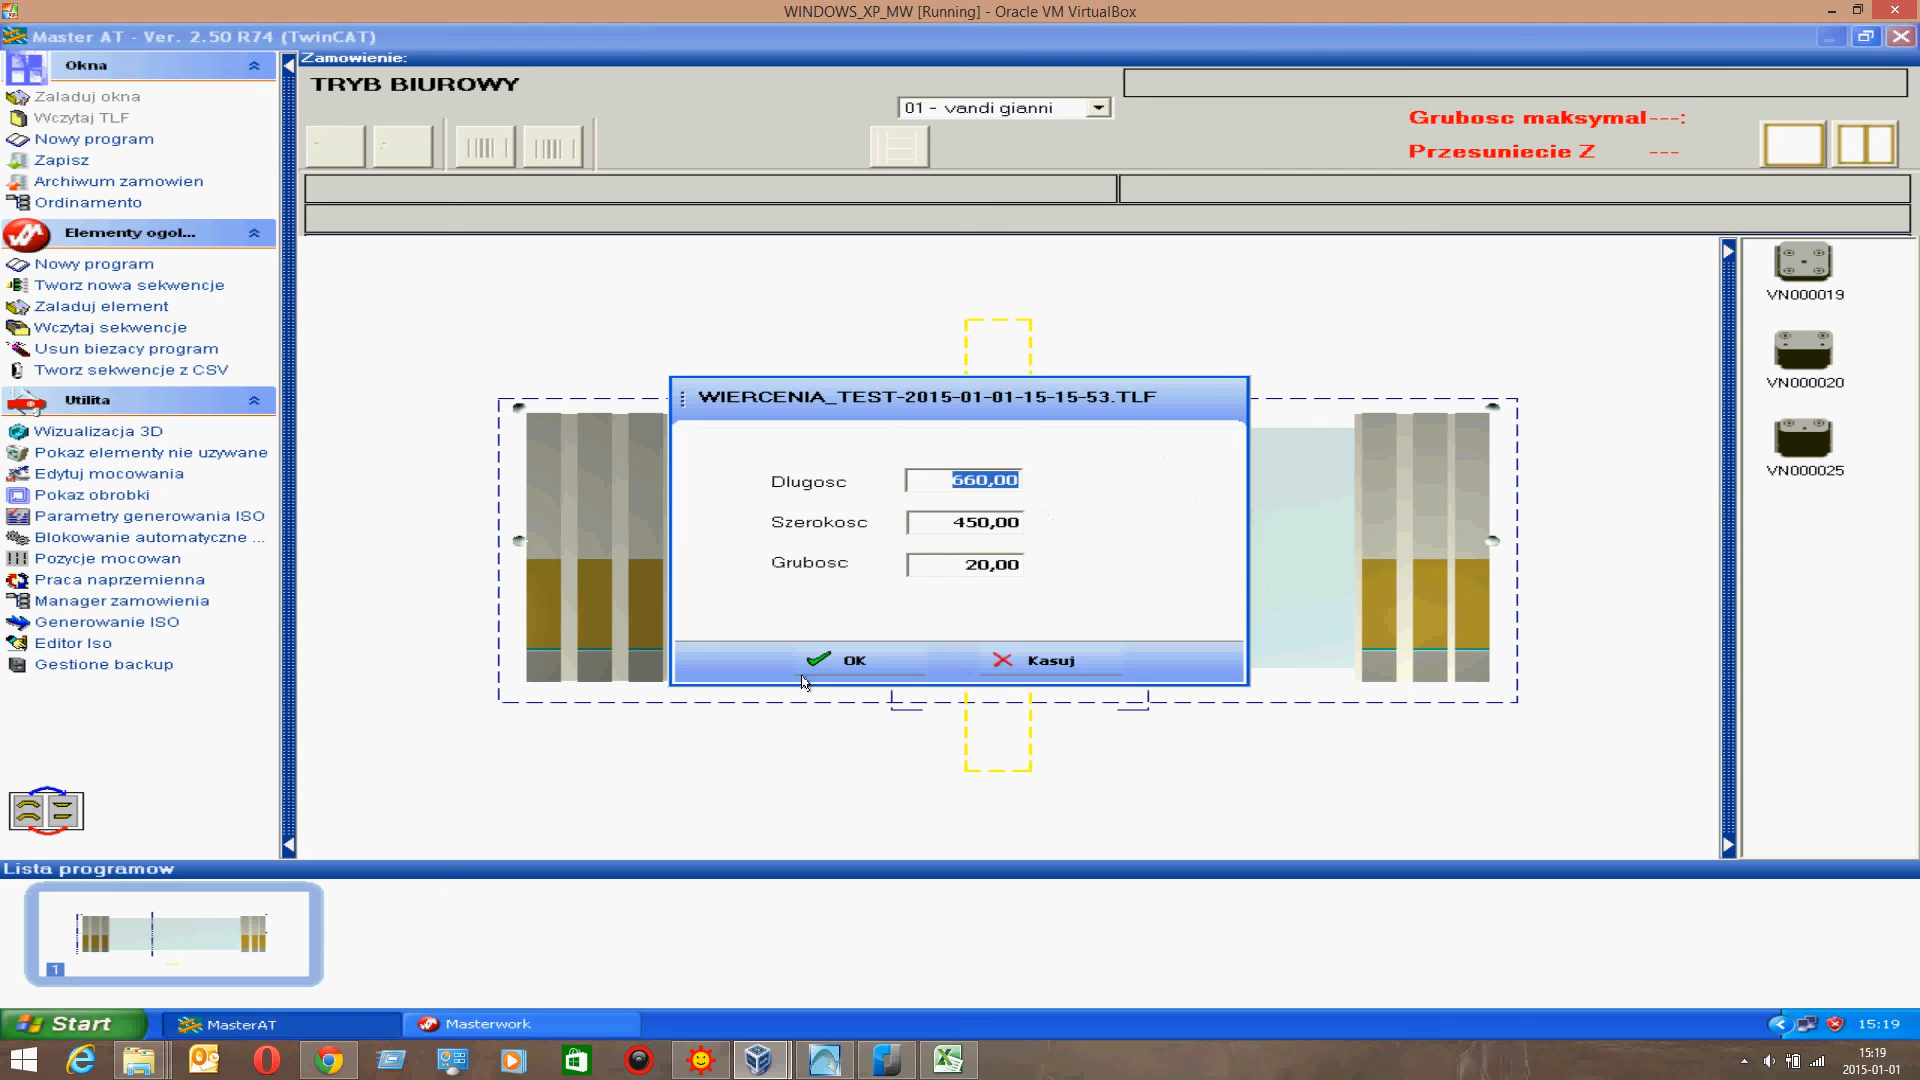 WINDOWS_XP_MW [Running] - Oracle VM VirtualBox
Master AT - Ver. 2.50 R74 (TwinCAT)
Okna
Zaladuj okna
Wczytaj TLF
Nowy program
Zapisz
Archiwum zamowien
Ordinamento
Elementy ogol...
Nowy program
Tworz nowa sekwencje
Zaladuj element
Wczytaj sekwencje
Usun biezacy program
Tworz sekwencje z CSV
Utilita
Wizualizacja 3D
Pokaz elementy nie uzywane
Edytuj mocowania
Pokaz obrobki
Parametry generowania ISO
Blokowanie automatyczne ...
Pozycje mocowan
Praca naprzemienna
Manager zamowienia
Generowanie ISO
Editor Iso
Gestione backup
Zamowienie:
TRYB BIUROWY
01 - vandi gianni
Grubosc maksymal---:
Przesuniecie Z ---
VN000019
VN000020
VN000025
WIERCENIA_TEST-2015-01-01-15-15-53.TLF
Dlugosc 660,00
Szerokosc 450,00
Grubosc 20,00
OK Kasuj
Lista programow
1
Start MasterAT Masterwork 15:19
15:19
2015-01-01